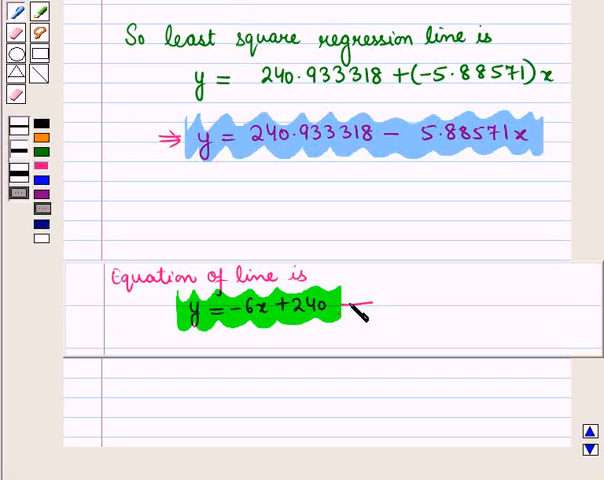 So least square regression line is
y = 240.933318 + (-5.88571) x
⇒ y = 240.933318 - 5.88571x
Equation of line is
y = -6x + 240